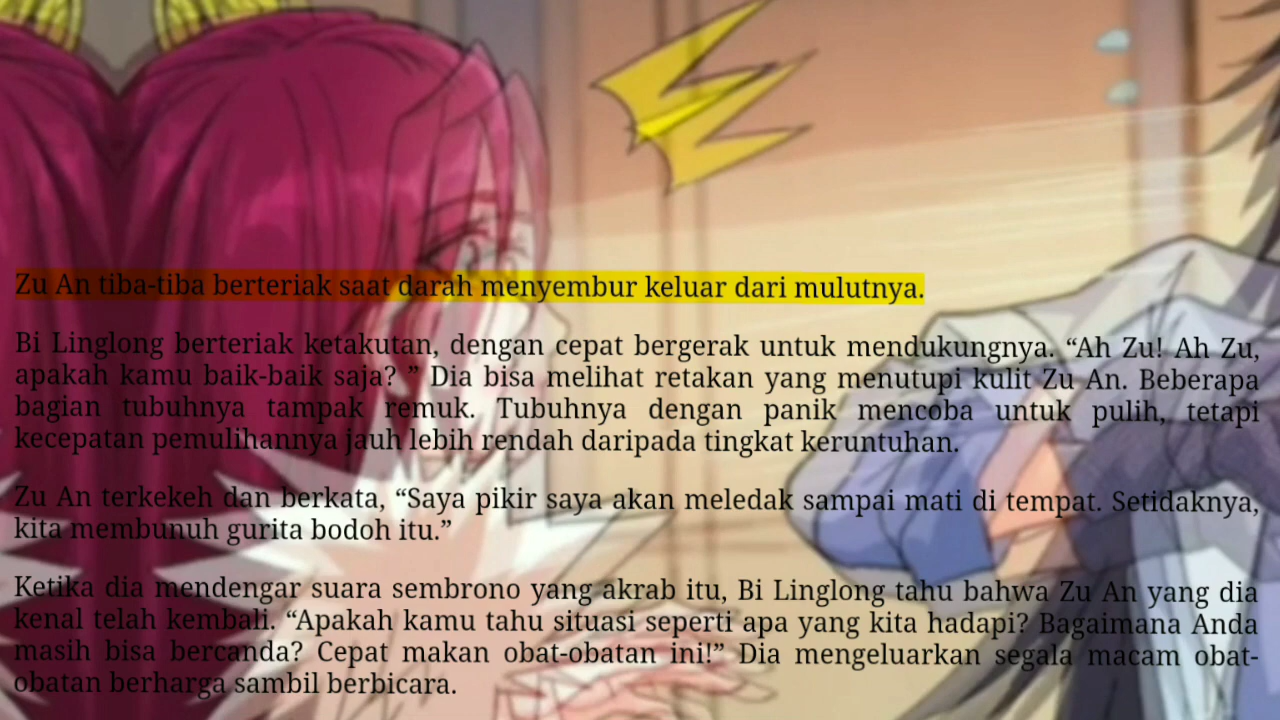 Zu An tiba-tiba berteriak saat darah menyembur keluar dari mulutnya.
Bi Linglong berteriak ketakutan, dengan cepat bergerak untuk mendukungnya. “Ah Zu! Ah Zu,
apakah kamu baik-baik saja? ” Dia bisa melihat retakan yang menutupi kulit Zu An. Beberapa
bagian tubuhnya tampak remuk. Tubuhnya dengan panik mencoba untuk pulih, tetapi
kecepatan pemulihannya jauh lebih rendah daripada tingkat keruntuhan.
Zu An terkekeh dan berkata, “Saya pikir saya akan meledak sampai mati di tempat. Setidaknya,
kita membunuh gurita bodoh itu.”
Ketika dia mendengar suara sembrono yang akrab itu, Bi Linglong tahu bahwa Zu An yang dia
kenal telah kembali. “Apakah kamu tahu situasi seperti apa yang kita hadapi? Bagaimana Anda
masih bisa bercanda? Cepat makan obat-obatan ini!” Dia mengeluarkan segala macam obat-
obatan berharga sambil berbicara.